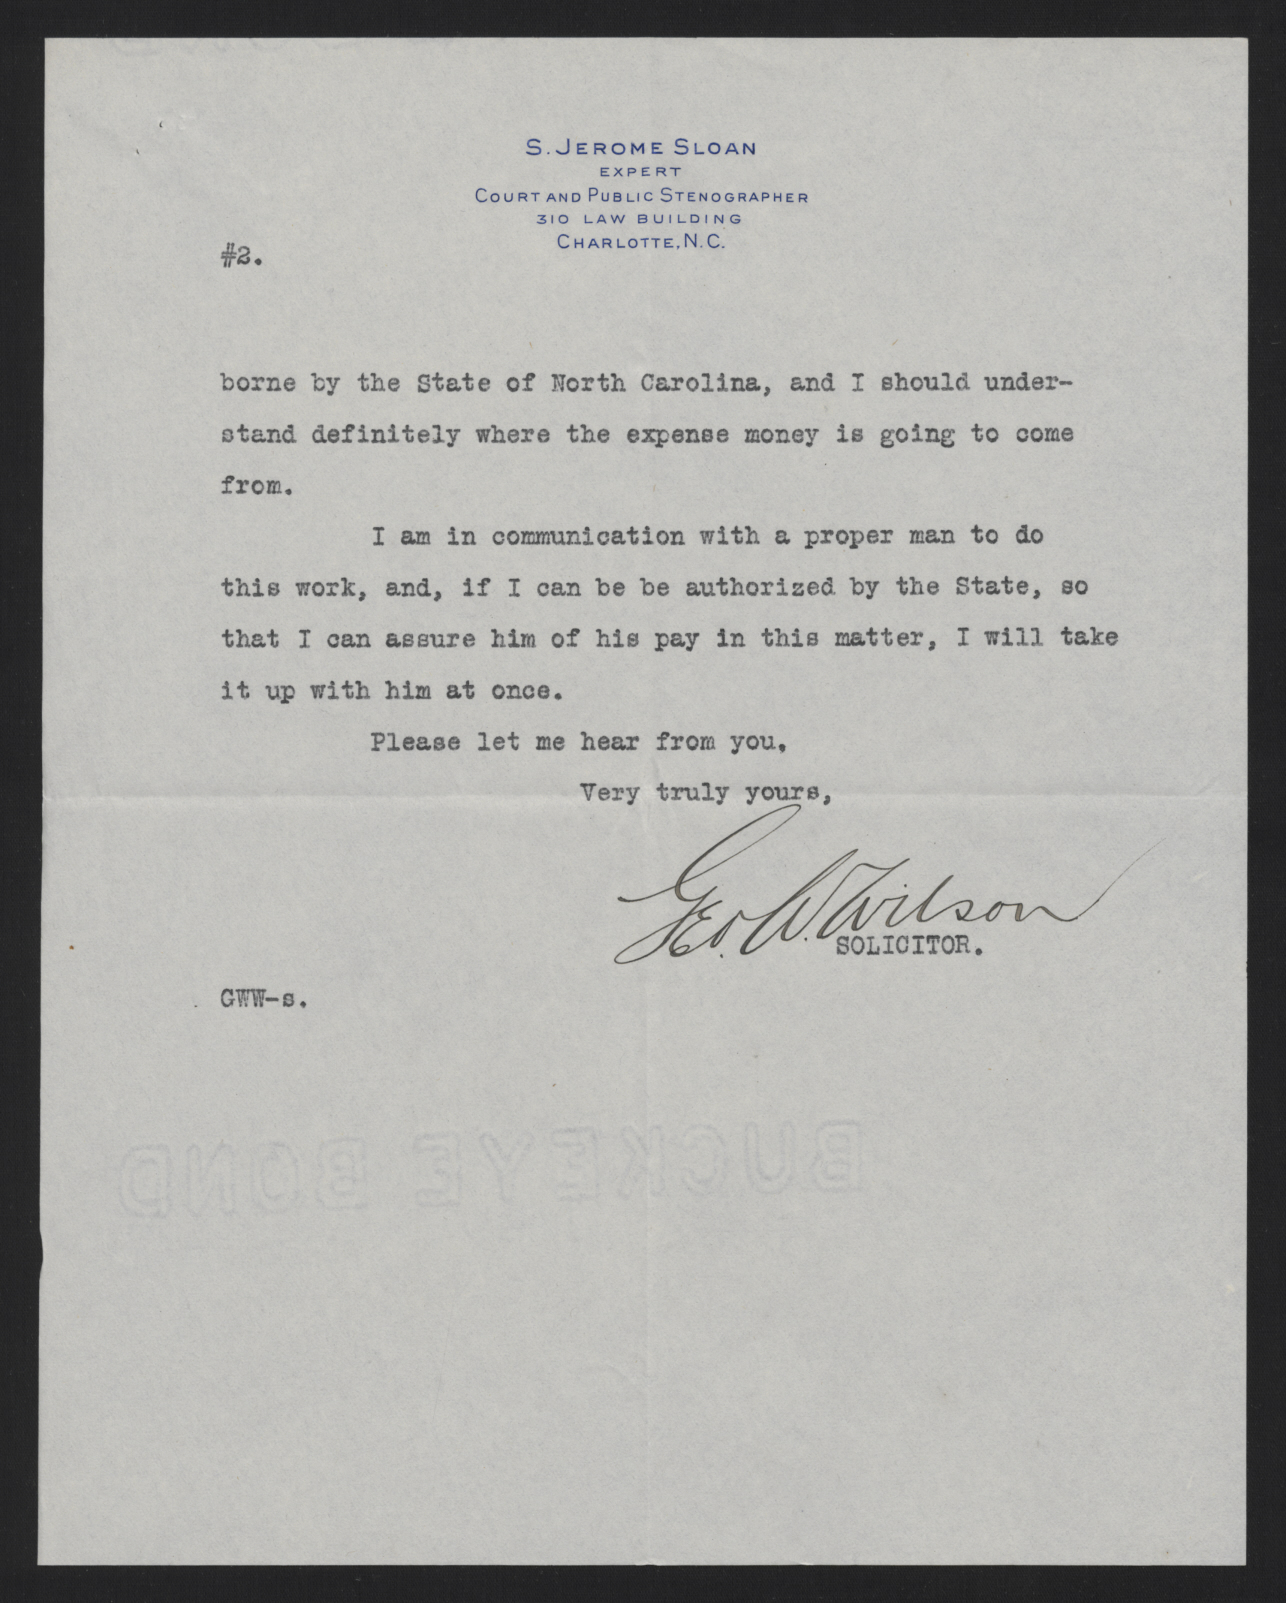 S. JEROME SLOAN
EXPERT
COURT AND PUBLIC STENOGRAPHER
310 LAW BUILDING
CHARLOTTE, N.C.
#2.
borne by the State of North Carolina, and I should under-
stand definitely where the expense money is going to come
from.
I am in communication with a proper man to do
this work, and, if I can be be authorized by the State, so
that I can assure him of his pay in this matter, I will take
it up with him at once.
Please let me hear from you.
Very truly yours,
Geo. W. Wilson
SOLICITOR.
GWW-s.
BUCKEYE BOND